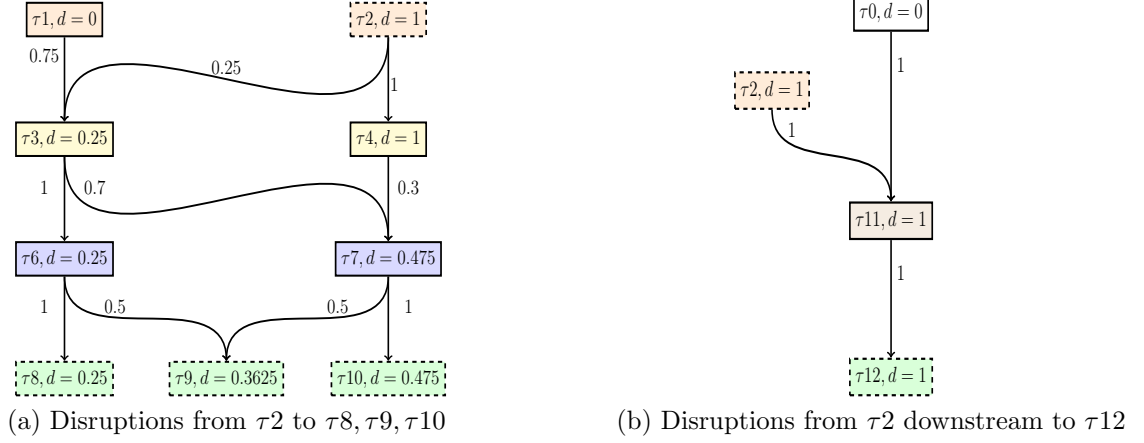 τ1, d = 0
τ2, d = 1
0.75
0.25
1
τ3, d = 0.25
τ4, d = 1
1
0.7
0.3
τ6, d = 0.25
τ7, d = 0.475
1
0.5
0.5
1
τ8, d = 0.25
τ9, d = 0.3625
τ10, d = 0.475
(a) Disruptions from τ2 to τ8, τ9, τ10
τ0, d = 0
1
τ2, d = 1
1
τ11, d = 1
1
τ12, d = 1
(b) Disruptions from τ2 downstream to τ12